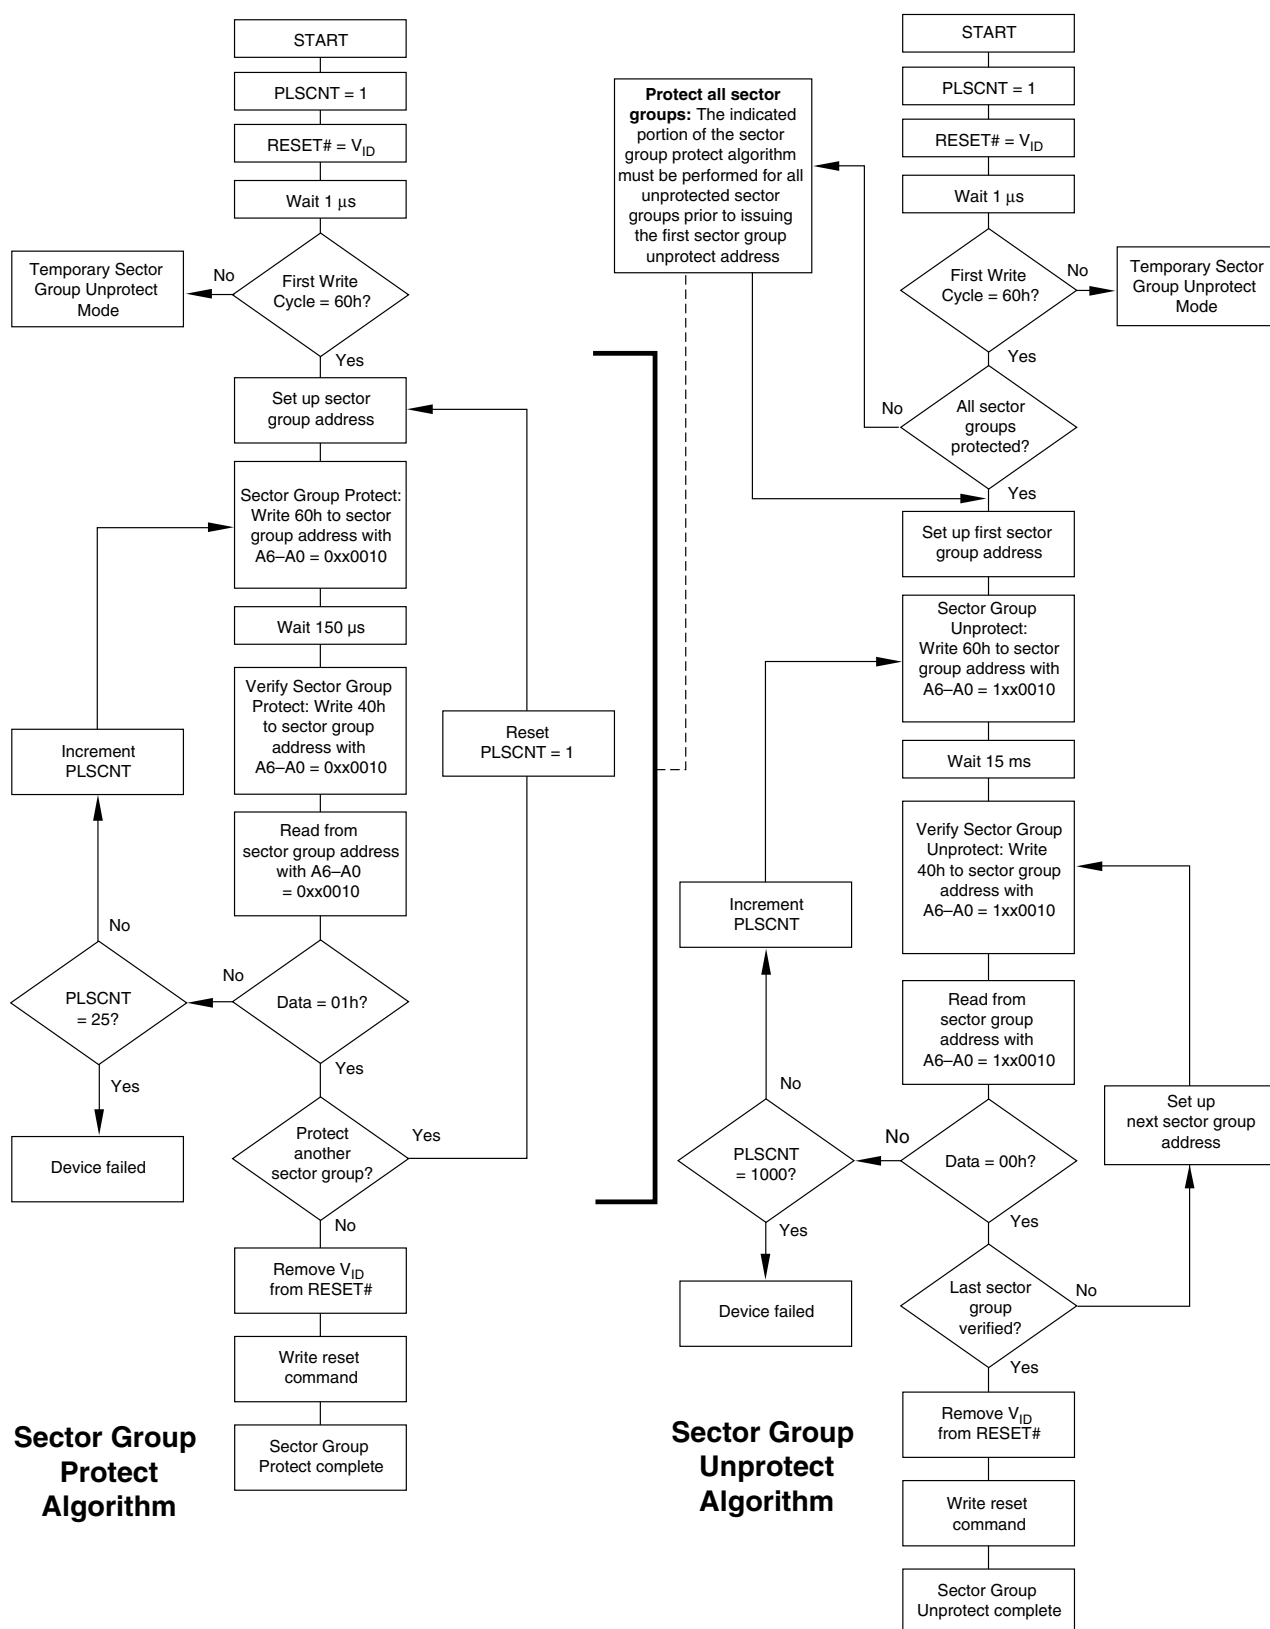 START
PLSCNT = 1
RESET# = VID
Wait 1 μs
First Write
Cycle = 60h?
No
Temporary Sector
Group Unprotect
Mode
Yes
Set up sector
group address
Sector Group Protect:
Write 60h to sector
group address with
A6–A0 = 0xx0010
Wait 150 µs
Verify Sector Group
Protect: Write 40h
to sector group
address with
A6–A0 = 0xx0010
Reset
PLSCNT = 1
Increment
PLSCNT
Read from
sector group address
with A6–A0
= 0xx0010
No
No
Data = 01h?
PLSCNT
= 25?
Yes
Yes
Device failed
Protect
another
sector group?
Yes
No
Remove VID
from RESET#
Write reset
command
Sector Group
Protect complete
Sector Group
Protect
Algorithm
Protect all sector
groups: The indicated
portion of the sector
group protect algorithm
must be performed for all
unprotected sector
groups prior to issuing
the first sector group
unprotect address
START
PLSCNT = 1
RESET# = VID
Wait 1 μs
First Write
Cycle = 60h?
No
Temporary Sector
Group Unprotect
Mode
Yes
No
All sector
groups
protected?
Yes
Set up first sector
group address
Sector Group
Unprotect:
Write 60h to sector
group address with
A6–A0 = 1xx0010
Wait 15 ms
Verify Sector Group
Unprotect: Write
40h to sector group
address with
A6–A0 = 1xx0010
Increment
PLSCNT
Read from
sector group
address with
A6–A0 = 1xx0010
No
Set up
next sector group
address
No
Data = 00h?
PLSCNT
= 1000?
Yes
Yes
Device failed
Last sector
group
verified?
No
Yes
Remove VID
from RESET#
Write reset
command
Sector Group
Unprotect complete
Sector Group
Unprotect
Algorithm